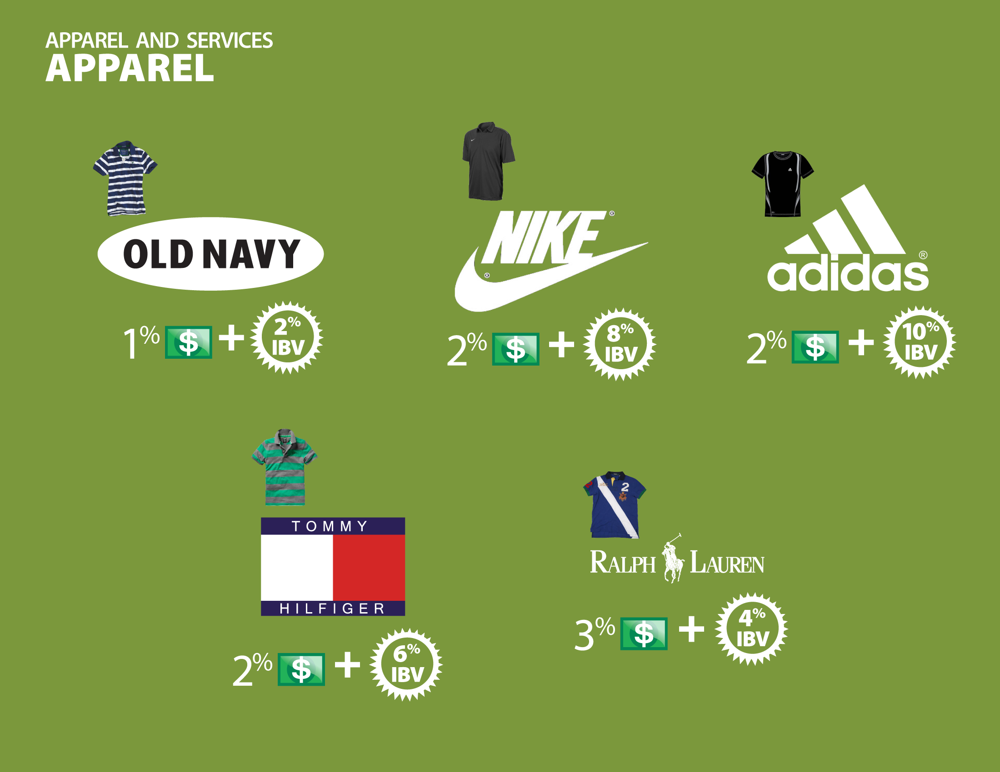 APPAREL AND SERVICES
APPAREL
OLD NAVY
1% $ + 2% IBV
NIKE® ®
2% $ + 8% IBV
adidas®
2% $ + 10% IBV
TOMMY
HILFIGER
2% $ + 6% IBV
2
RALPH LAUREN
3% $ + 4% IBV